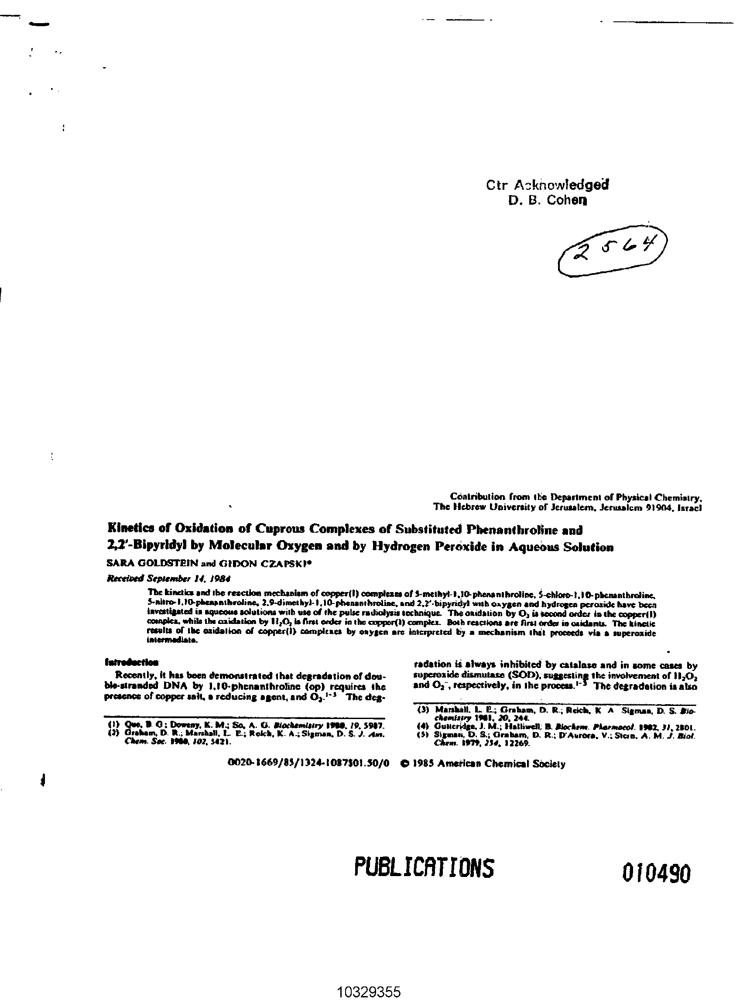 Ctr Acknowledged
D. B. Cohen
2564
Contribution from the Department of Physical Chemistry,
The Hebrew University of Jerusalem, Jerusalem 91904, Israel
Kinetics of Oxidation of Cuprous Complexes of Substituted Phenanthroline and
2,2'-Bipyridyl by Molecular Oxygen and by Hydrogen Peroxide in Aqueous Solution
SARA GOLDSTEIN and GIDON CZAPSKI*
Received September 14, 1984
The kinetics and the reaction mechanism of copper(I) complexes of 5-methyl-1,10-phenanthroline, 5-chloro-1,10-phenanthroline,
5-nitro-1,10-phenanthroline, 2,9-dimethyl-1,10-phenanthroline, and 2,2'-bipyridyl with oxygen and hydrogen peroxide have been
investigated in aqueous solutions with use of the pulse radiolysis technique. The oxidation by O₂ is second order in the copper(I)
complex, while the oxidation by H₂O₂ is first order in the copper(I) complex. Both reactions are first order in oxidants. The kinetic
results of the oxidation of copper(I) complexes by oxygen are interpreted by a mechanism that proceeds via a superoxide
intermediate.
Introduction
Recently, it has been demonstrated that degradation of dou-
ble-stranded DNA by 1,10-phenanthroline (op) requires the
presence of copper salt, a reducing agent, and O₂.¹⁻³ The deg-
(1) Que, B. G.; Downey, K. M.; So, A. G. Biochemistry 1980, 19, 5987.
(2) Graham, D. R.; Marshall, L. E.; Reich, K. A.; Sigman, D. S. J. Am.
Chem. Soc. 1980, 102, 5421.
radation is always inhibited by catalase and in some cases by
superoxide dismutase (SOD), suggesting the involvement of H₂O₂
and O₂⁻, respectively, in the process.¹⁻⁵ The degradation is also
(3) Marshall, L. E.; Graham, D. R.; Reich, K. A. Sigman, D. S. Bio-
chemistry 1981, 20, 244.
(4) Gutteridge, J. M.; Halliwell, B. Biochem. Pharmacol. 1982, 31, 2801.
(5) Sigman, D. S.; Graham, D. R.; D'Aurora, V.; Stern, A. M. J. Biol.
Chem. 1979, 254, 12269.
0020-1669/85/1324-1087$01.50/0 © 1985 American Chemical Society
PUBLICATIONS
010490
10329355